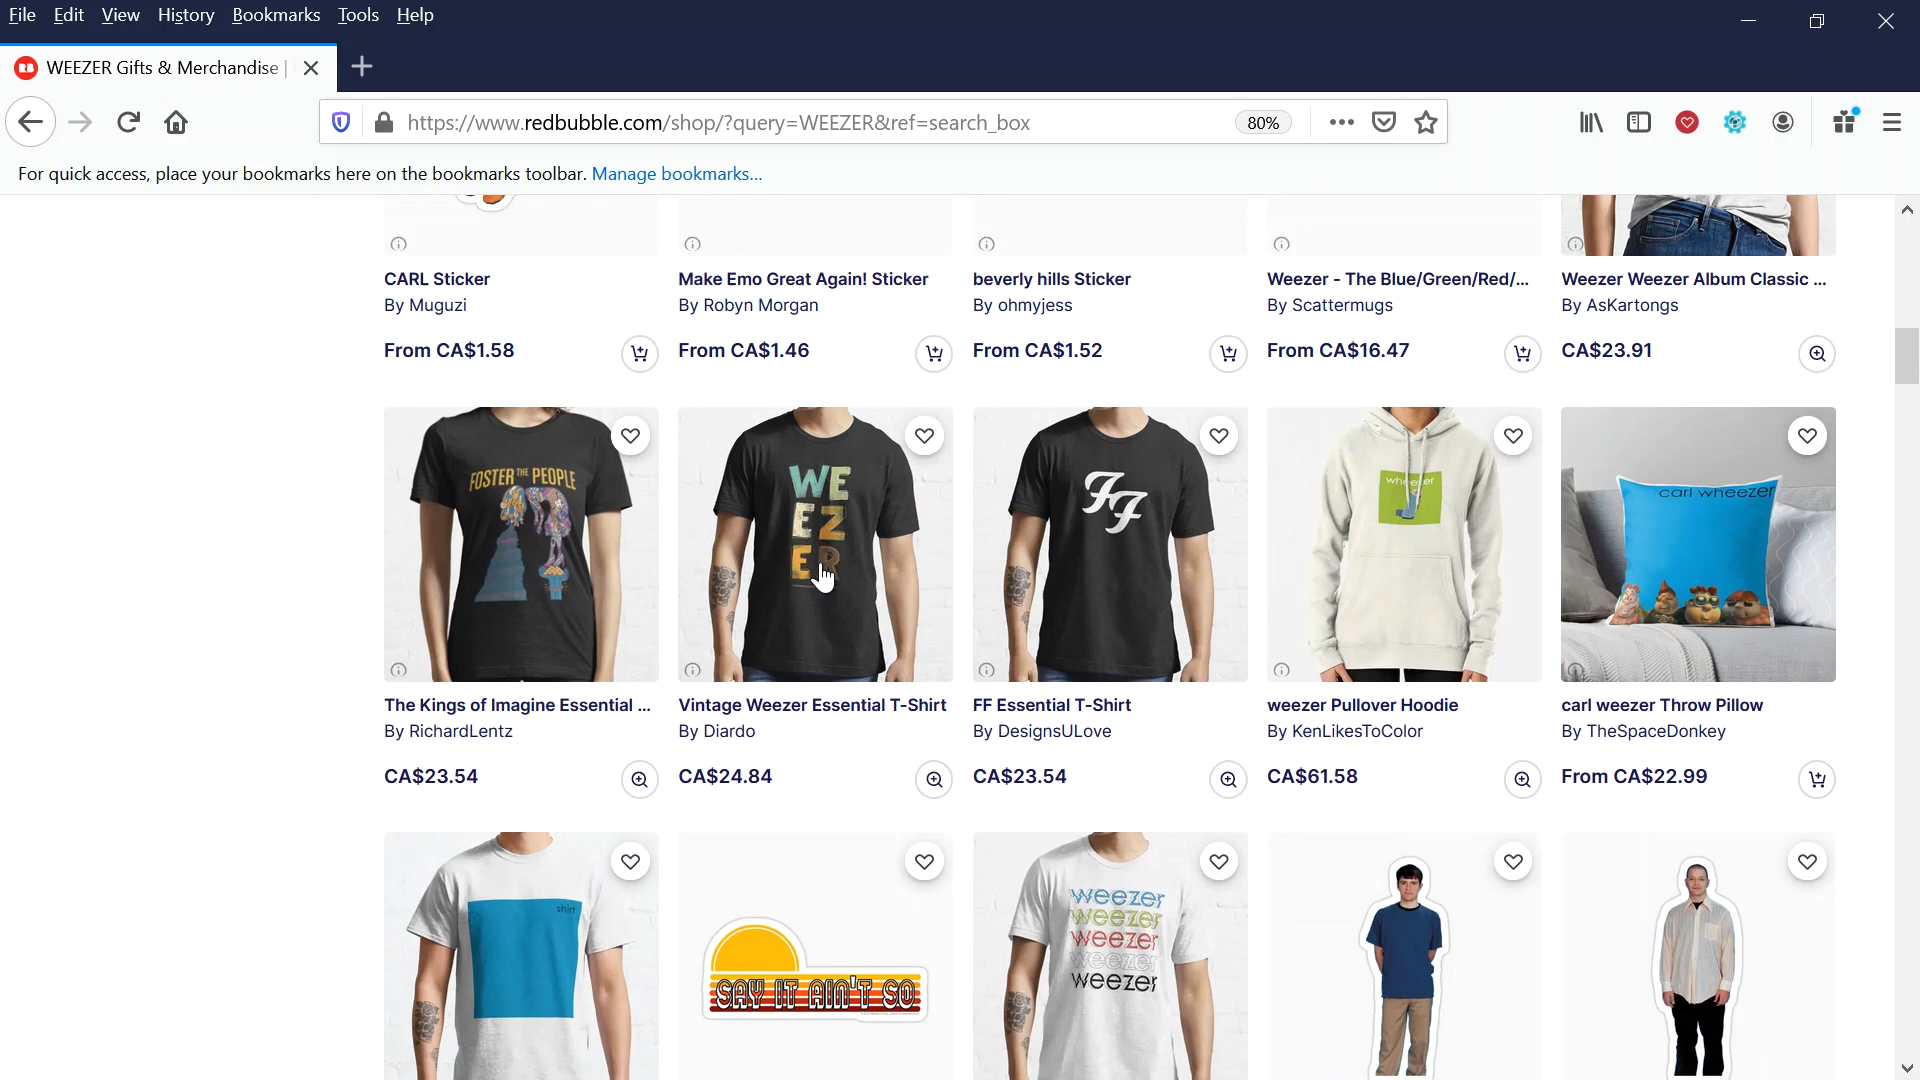 File Edit View History Bookmarks Tools Help
WEEZER Gifts & Merchandise |
https://www.redbubble.com/shop/?query=WEEZER&ref=search_box
80%
For quick access, place your bookmarks here on the bookmarks toolbar. Manage bookmarks...
CARL Sticker
By Muguzi
From CA$1.58
Make Emo Great Again! Sticker
By Robyn Morgan
From CA$1.46
beverly hills Sticker
By ohmyjess
From CA$1.52
Weezer - The Blue/Green/Red/...
By Scattermugs
From CA$16.47
Weezer Weezer Album Classic ...
By AsKartongs
CA$23.91
FOSTER THE PEOPLE
The Kings of Imagine Essential ...
By RichardLentz
CA$23.54
WE
EZ
ER
Vintage Weezer Essential T-Shirt
By Diardo
CA$24.84
FF
FF Essential T-Shirt
By DesignsULove
CA$23.54
wheezer
weezer Pullover Hoodie
By KenLikesToColor
CA$61.58
carl wheezer
carl weezer Throw Pillow
By TheSpaceDonkey
From CA$22.99
shirt
SAY IT AIN'T SO
weezer
weezer
weezer
weezer
weezer